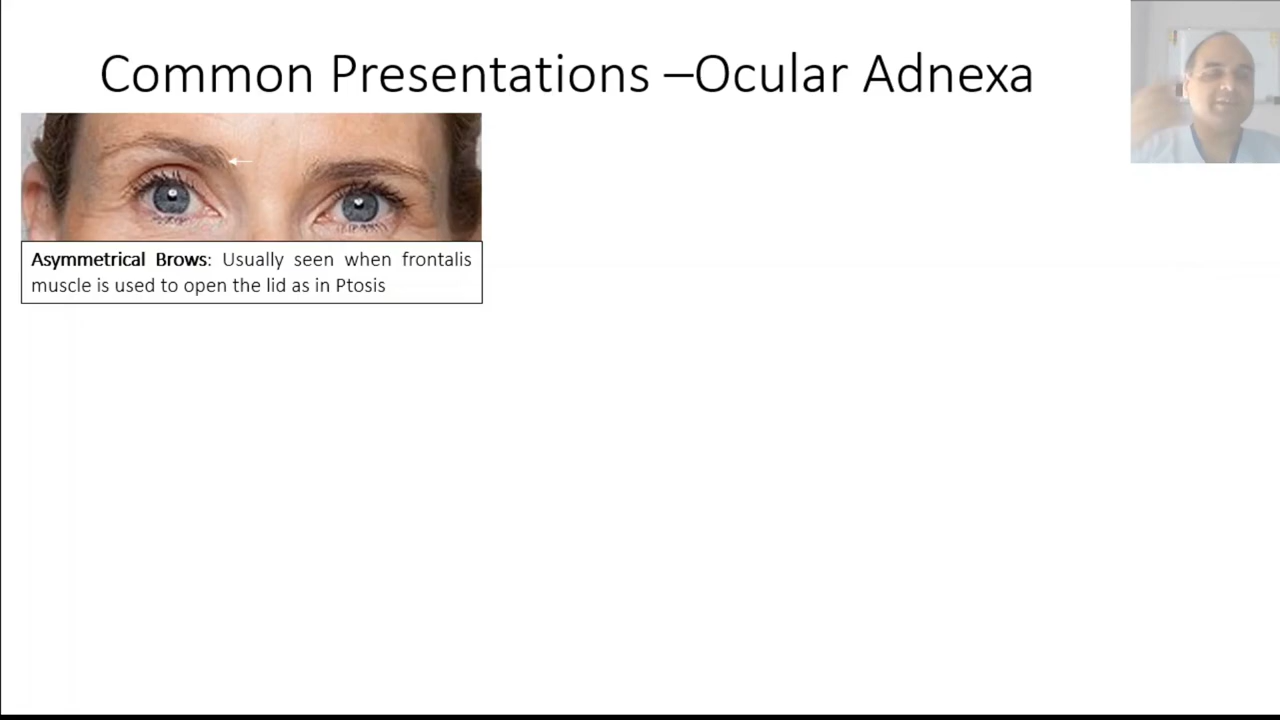 Common Presentations –Ocular Adnexa
Asymmetrical Brows: Usually seen when frontalis
muscle is used to open the lid as in Ptosis